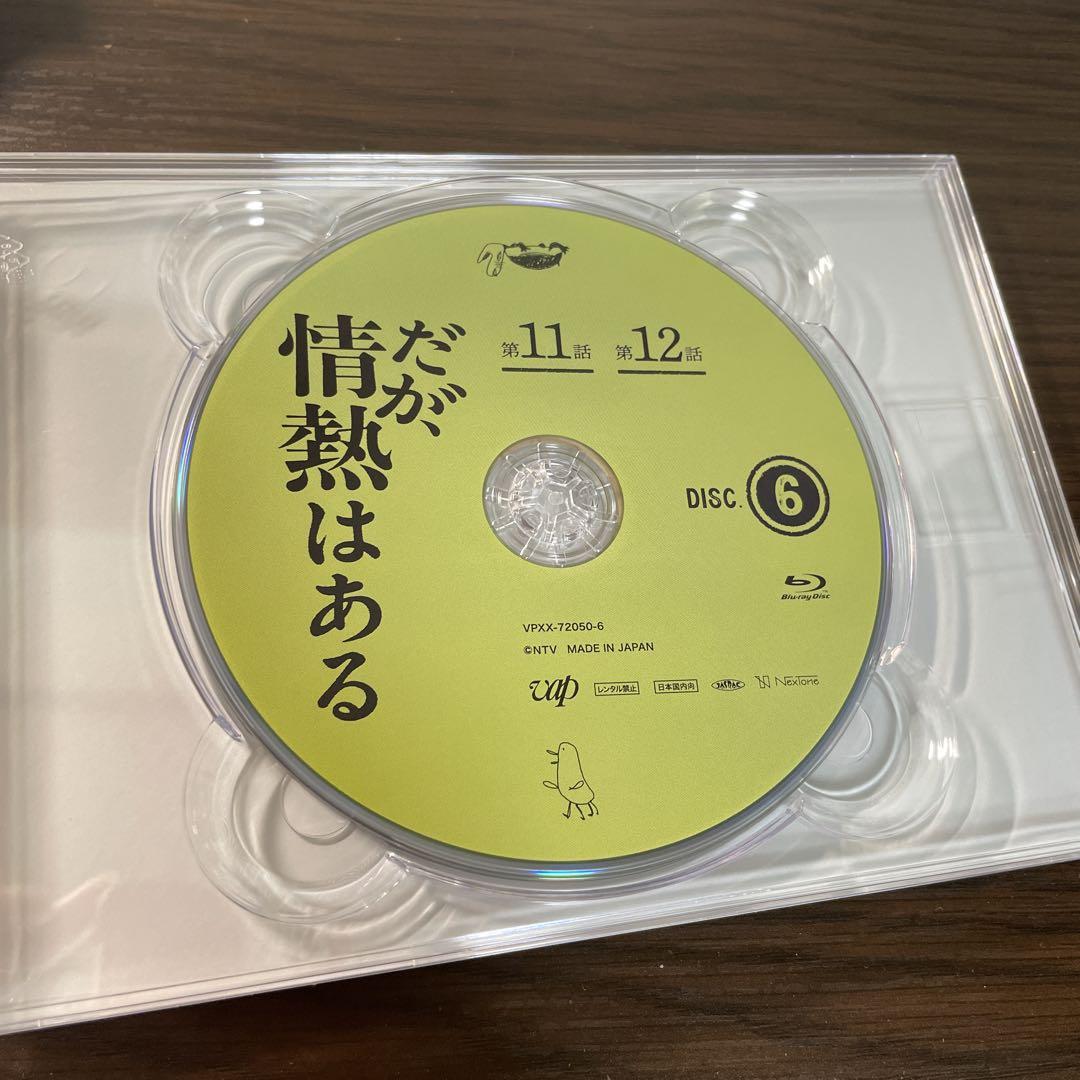 だが、
情熱はある
第11話 第12話
DISC. 6
Blu-ray Disc
VPXX-72050-6
©NTV MADE IN JAPAN
vap レンタル禁止 日本国内向 JASRAC NexTone